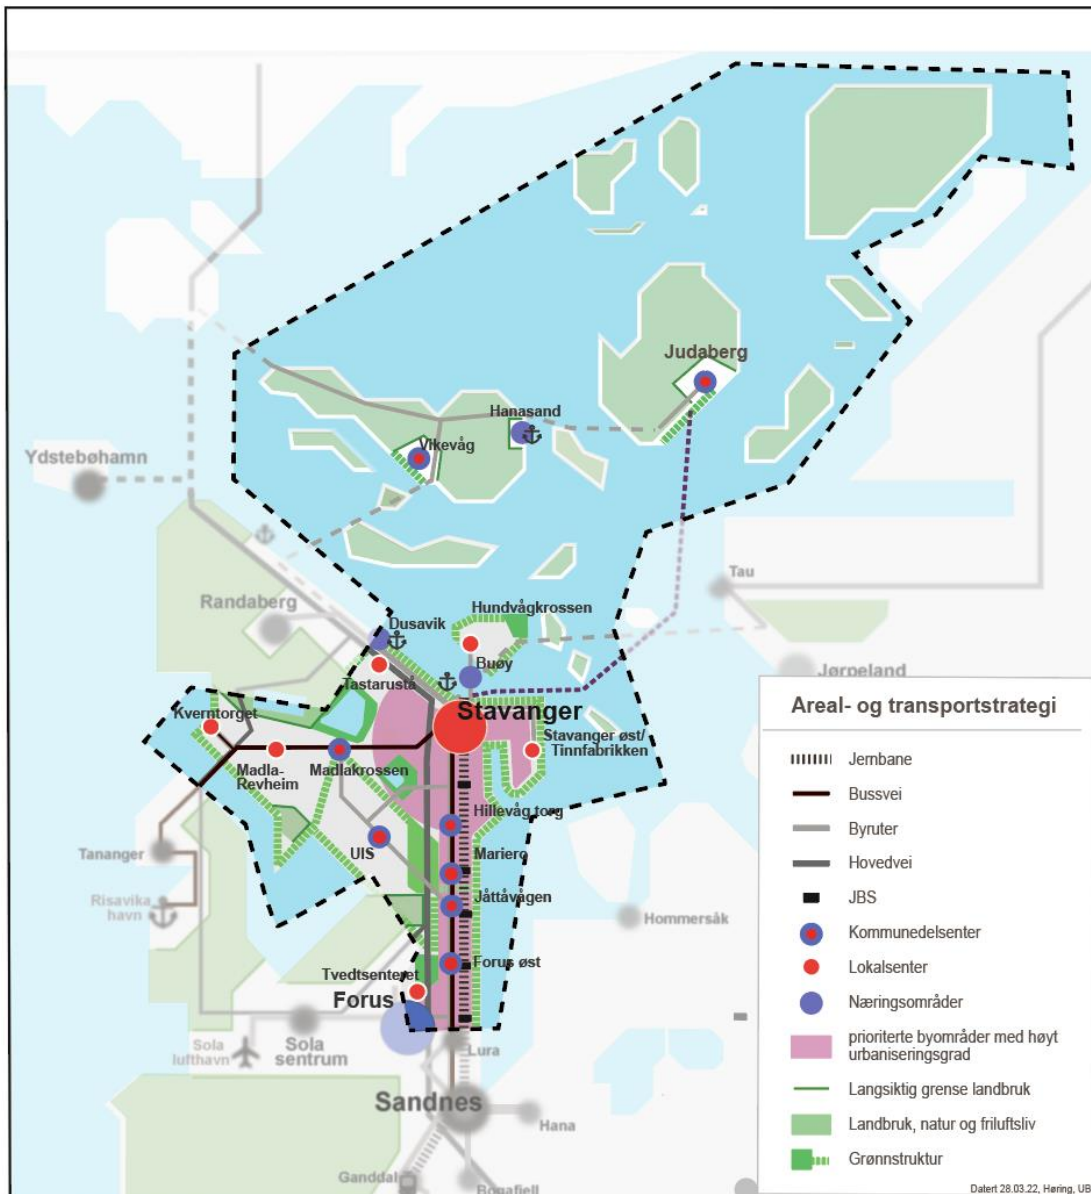 Judaberg
Hanasand
Vikevåg
Ydstebøhamn
Tau
Randaberg
Hundvågkrossen
Dusavik
Buøy
Jørpeland
Tastarustå
Kverntorget
Stavanger
Stavanger øst/
Tinnfabrikken
Madla-
Revheim
Madlakrossen
Hillevåg torg
UIS
Mariero
Tananger
Jåttåvågen
Risavika
havn
Hommersåk
Forus øst
Tvedtsenteret
Forus
Sola
lufthavn
Sola
sentrum
Lura
Sandnes
Hana
Ganddal
Bogafjell
Areal- og transportstrategi
Jernbane
Bussvei
Byruter
Hovedvei
JBS
Kommunedelsenter
Lokalsenter
Næringsområder
prioriterte byområder med høyt
urbaniseringsgrad
Langsiktig grense landbruk
Landbruk, natur og friluftsliv
Grønnstruktur
Datert 28.03.22, Høring, UB